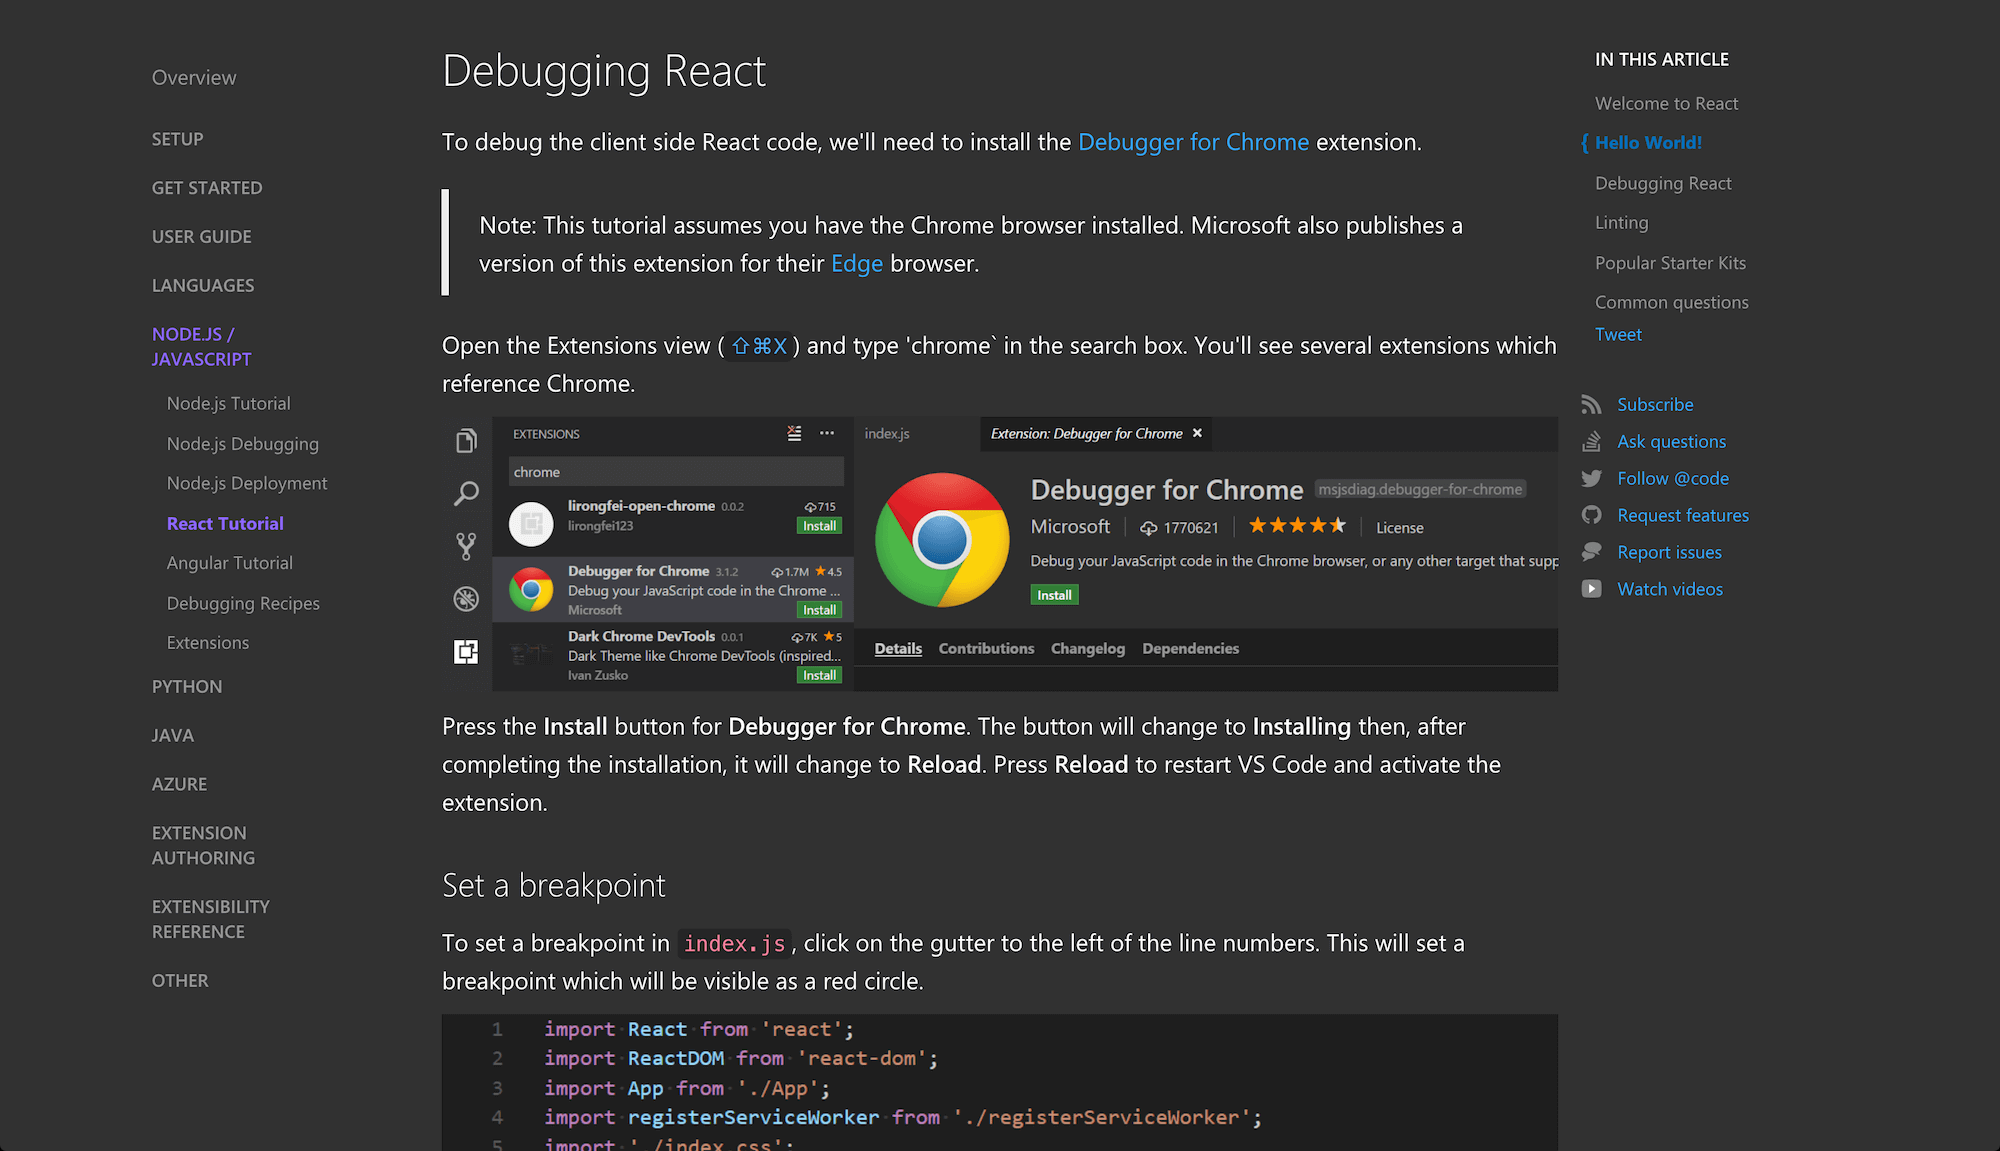 Overview
SETUP
GET STARTED
USER GUIDE
LANGUAGES
NODE.JS /
JAVASCRIPT
Node.js Tutorial
Node.js Debugging
Node.js Deployment
React Tutorial
Angular Tutorial
Debugging Recipes
Extensions
PYTHON
JAVA
AZURE
EXTENSION
AUTHORING
EXTENSIBILITY
REFERENCE
OTHER
Debugging React
To debug the client side React code, we'll need to install the Debugger for Chrome extension.
Note: This tutorial assumes you have the Chrome browser installed. Microsoft also publishes a
version of this extension for their Edge browser.
Open the Extensions view (⇧⌘X) and type 'chrome` in the search box. You'll see several extensions which
reference Chrome.
EXTENSIONS
chrome
lirongfei-open-chrome 0.0.2 715
lirongfei123 Install
Debugger for Chrome 3.1.2 1.7M ★4.5
Debug your JavaScript code in the Chrome ...
Microsoft Install
Dark Chrome DevTools 0.0.1 7K ★5
Dark Theme like Chrome DevTools (inspired...
Ivan Zusko Install
index.js Extension: Debugger for Chrome ×
Debugger for Chrome msjsdiag.debugger-for-chrome
Microsoft 1770621 License
Debug your JavaScript code in the Chrome browser, or any other target that supp
Install
Details Contributions Changelog Dependencies
Press the Install button for Debugger for Chrome. The button will change to Installing then, after
completing the installation, it will change to Reload. Press Reload to restart VS Code and activate the
extension.
Set a breakpoint
To set a breakpoint in index.js, click on the gutter to the left of the line numbers. This will set a
breakpoint which will be visible as a red circle.
1 import React from 'react';
2 import ReactDOM from 'react-dom';
3 import App from './App';
4 import registerServiceWorker from './registerServiceWorker';
5 import './index.css';
IN THIS ARTICLE
Welcome to React
{ Hello World!
Debugging React
Linting
Popular Starter Kits
Common questions
Tweet
Subscribe
Ask questions
Follow @code
Request features
Report issues
Watch videos